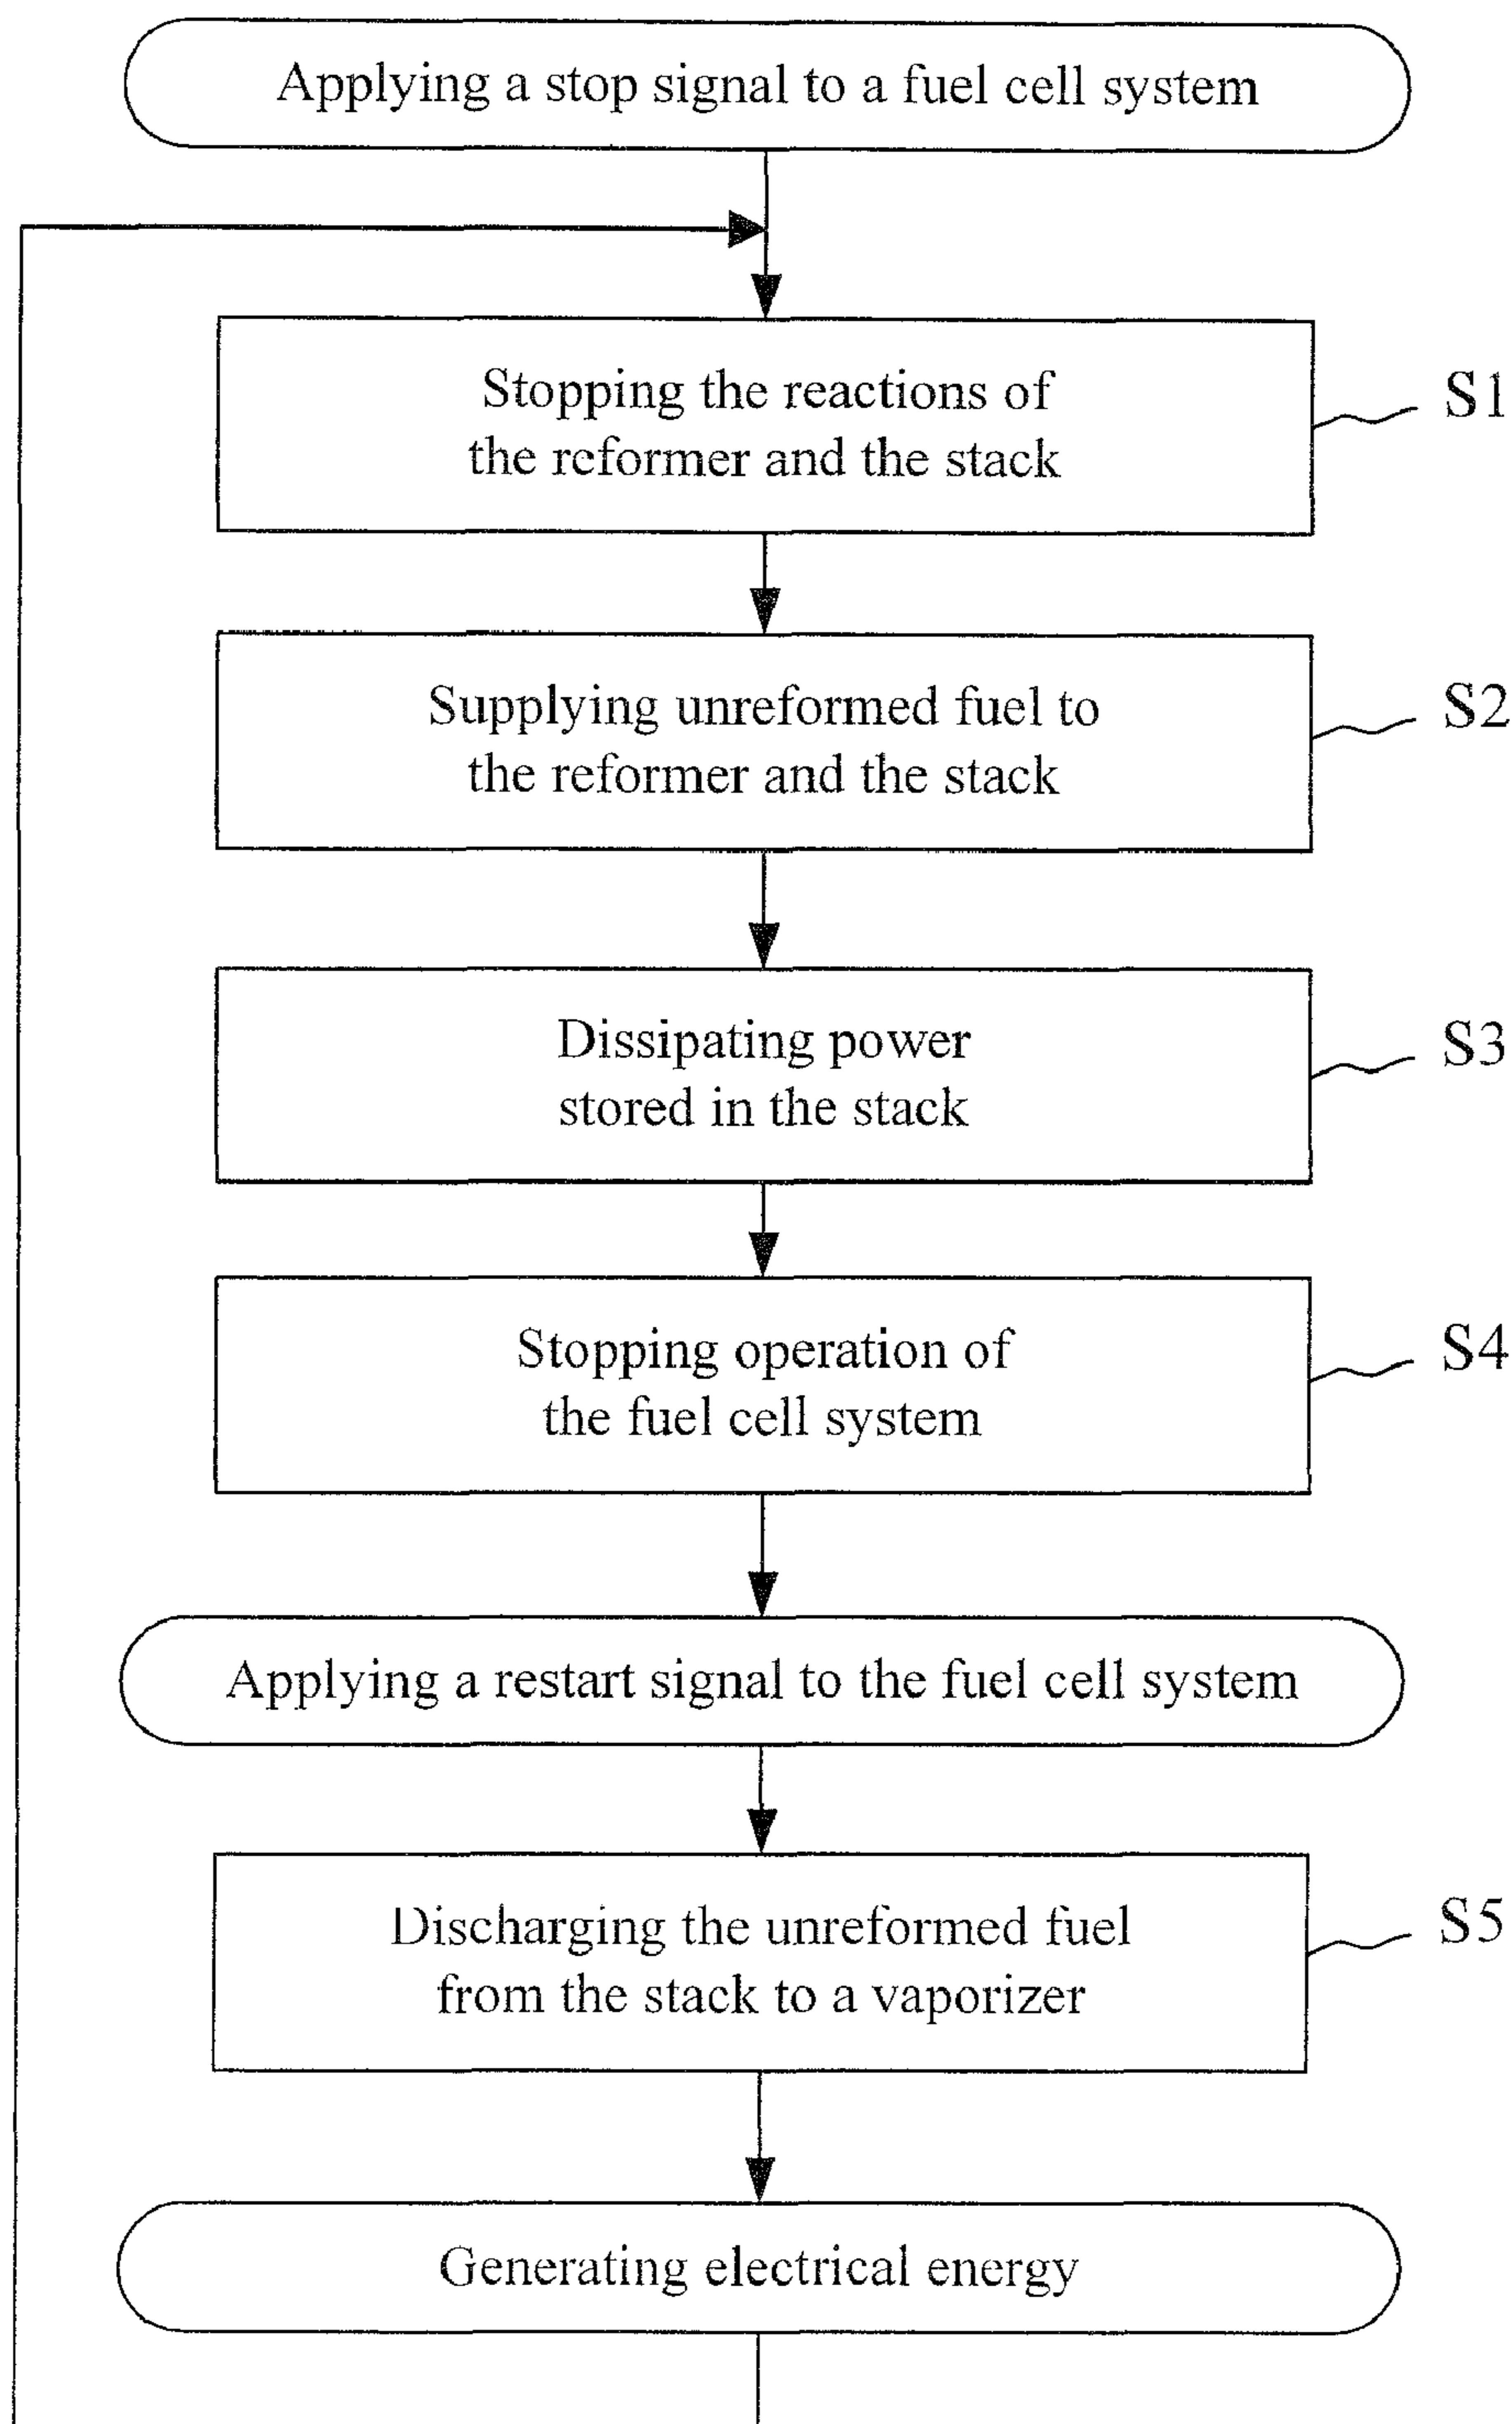 Applying a stop signal to a fuel cell system
Stopping the reactions of
the reformer and the stack
S1
Supplying unreformed fuel to
the reformer and the stack
S2
Dissipating power
stored in the stack
S3
Stopping operation of
the fuel cell system
S4
Applying a restart signal to the fuel cell system
Discharging the unreformed fuel
from the stack to a vaporizer
S5
Generating electrical energy